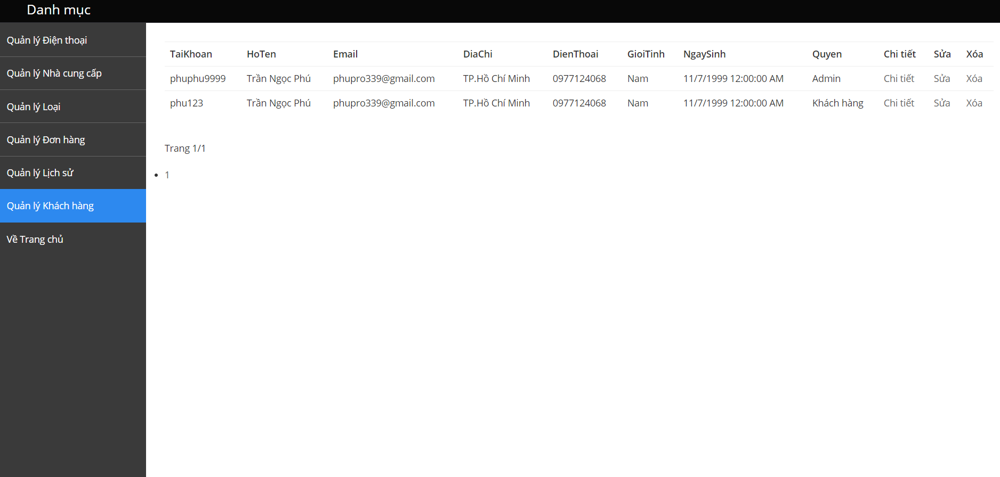 Danh mục
Quản lý Điện thoại
Quản lý Nhà cung cấp
Quản lý Loại
Quản lý Đơn hàng
Quản lý Lịch sử
Quản lý Khách hàng
Về Trang chủ
TaiKhoan HoTen Email DiaChi DienThoai GioiTinh NgaySinh Quyen Chi tiết Sửa Xóa
phuphu9999 Trần Ngọc Phú phupro339@gmail.com TP.Hồ Chí Minh 0977124068 Nam 11/7/1999 12:00:00 AM Admin Chi tiết Sửa Xóa
phu123 Trần Ngọc Phú phupro339@gmail.com TP.Hồ Chí Minh 0977124068 Nam 11/7/1999 12:00:00 AM Khách hàng Chi tiết Sửa Xóa
Trang 1/1
• 1